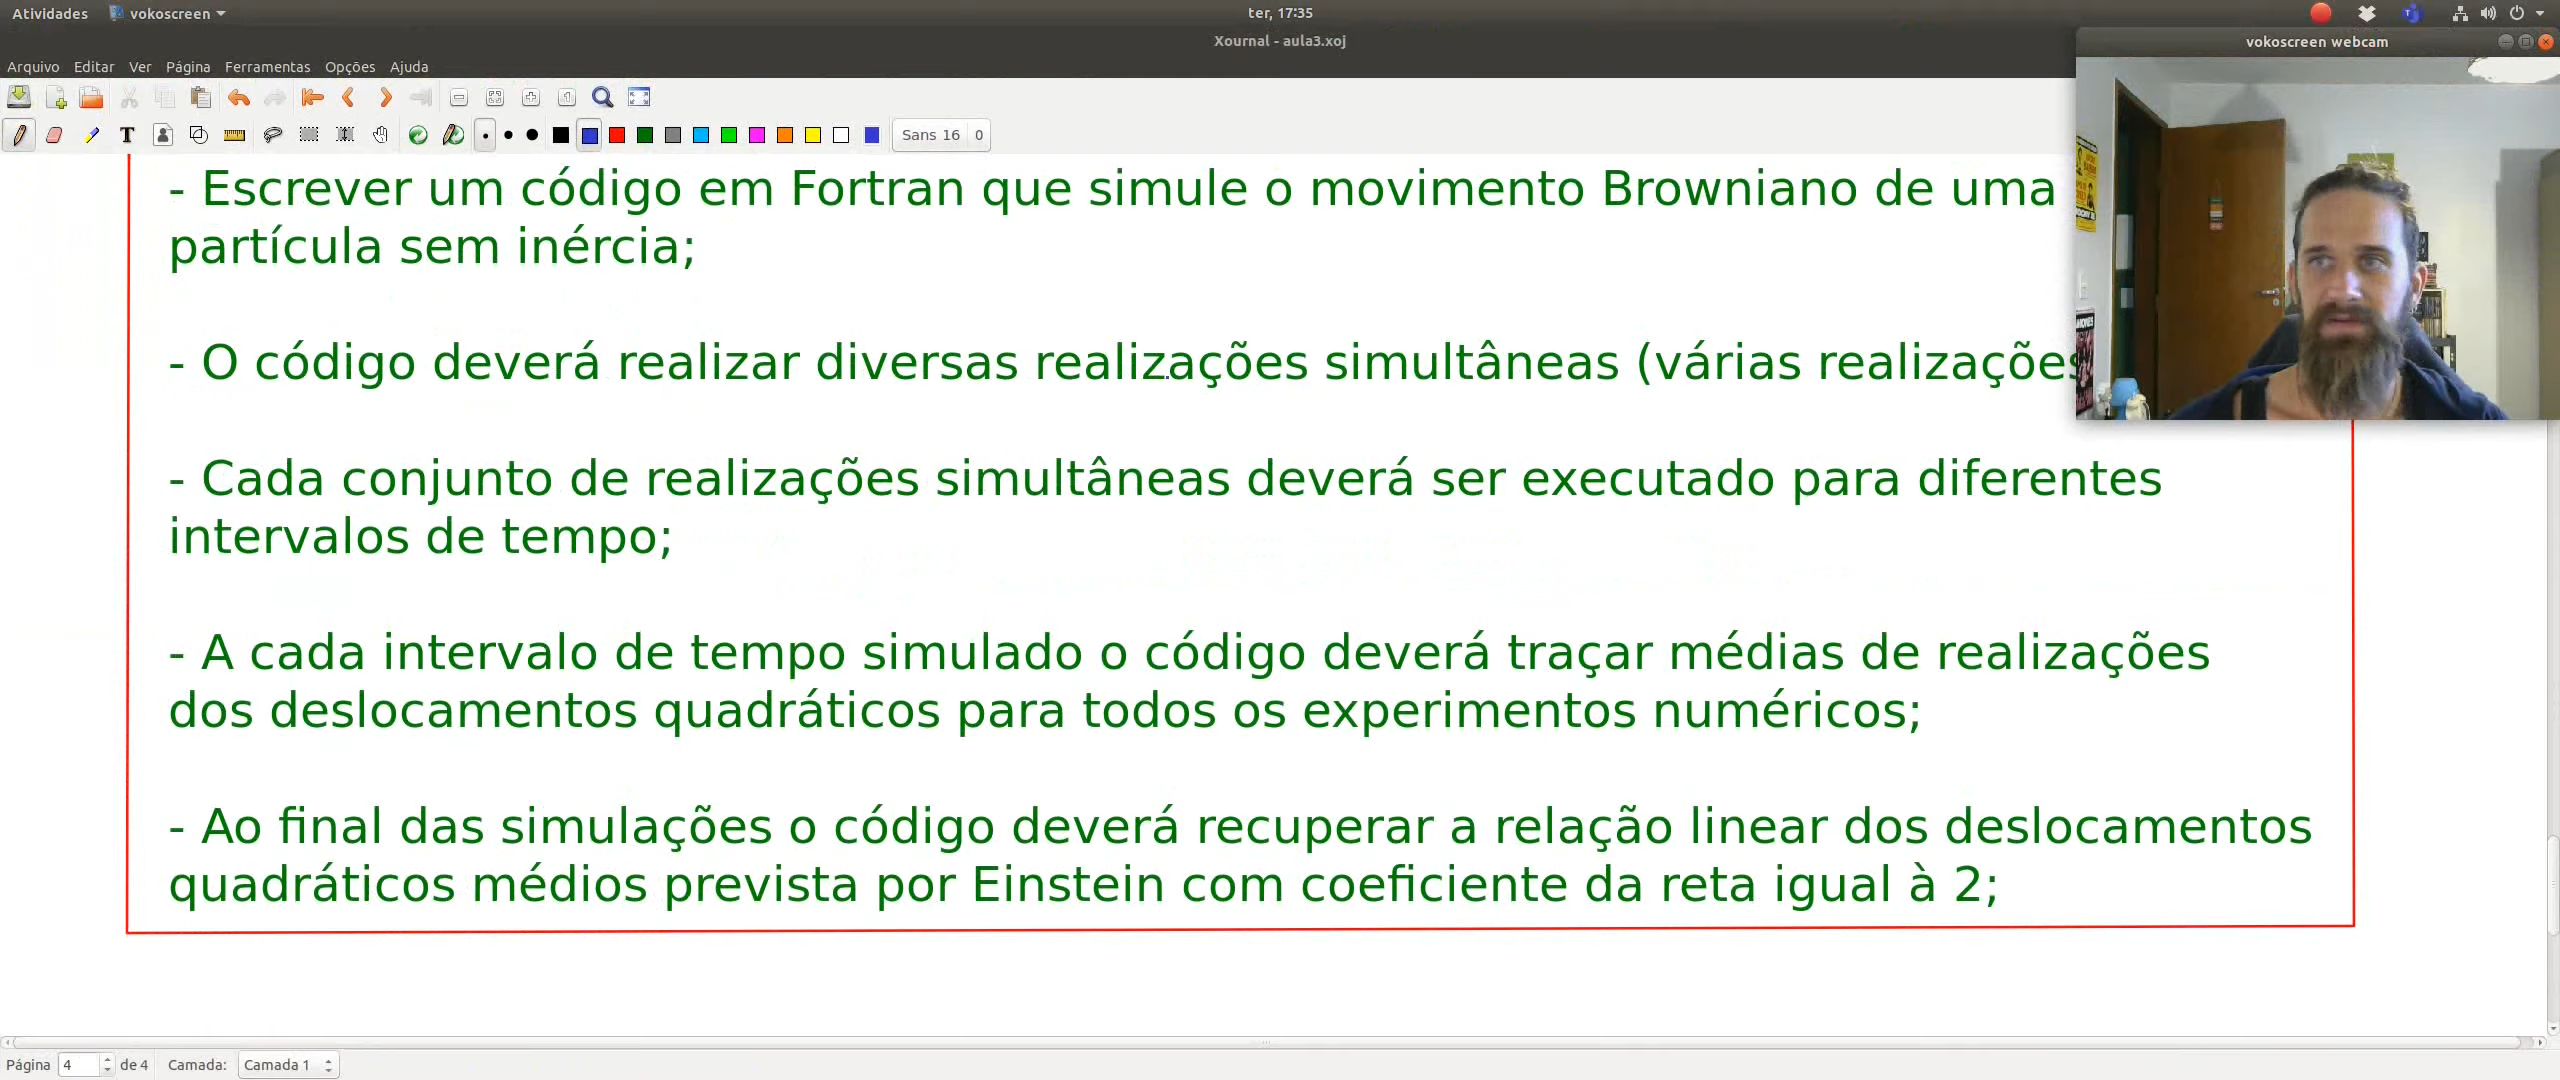 Atividades vokoscreen ter, 17:35
Xournal - aula3.xoj
vokoscreen webcam
Arquivo Editar Ver Página Ferramentas Opções Ajuda
Sans 16 0
- Escrever um código em Fortran que simule o movimento Browniano de uma
partícula sem inércia;
- O código deverá realizar diversas realizações simultâneas (várias realizações
- Cada conjunto de realizações simultâneas deverá ser executado para diferentes
intervalos de tempo;
- A cada intervalo de tempo simulado o código deverá traçar médias de realizações
dos deslocamentos quadráticos para todos os experimentos numéricos;
- Ao final das simulações o código deverá recuperar a relação linear dos deslocamentos
quadráticos médios prevista por Einstein com coeficiente da reta igual à 2;
Página 4 de 4 Camada: Camada 1